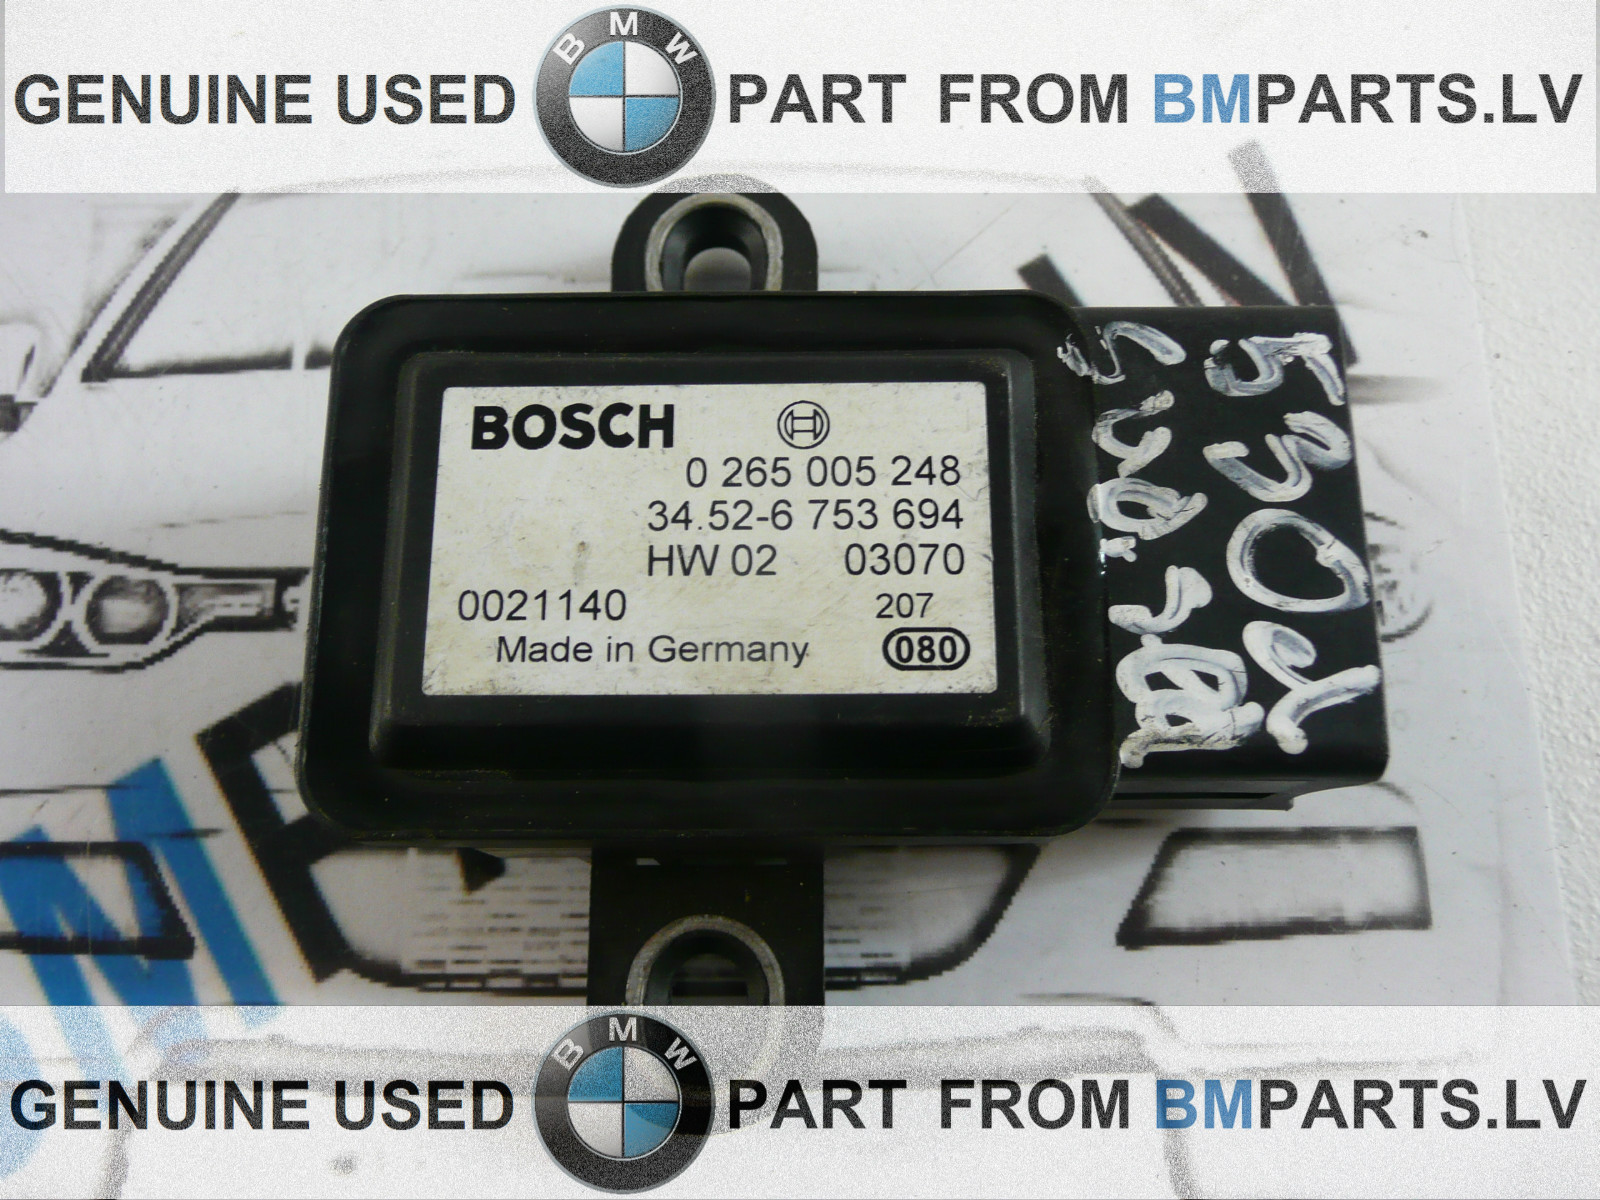 GENUINE USED BMW PART FROM BMPARTS.LV
BOSCH
0 265 005 248
34.52-6 753 694
HW 02 03070
0021140 207
Made in Germany 080
530d
GENUINE USED BMW PART FROM BMPARTS.LV